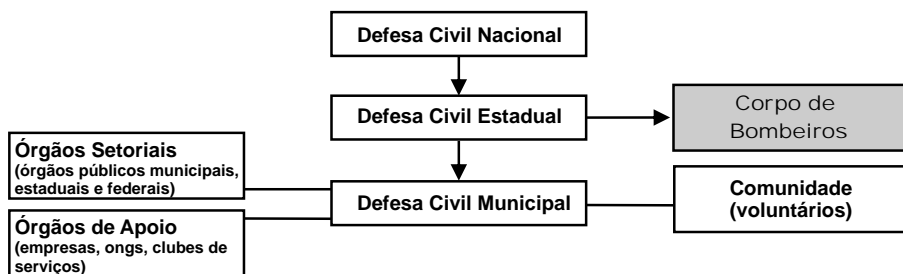 Defesa Civil Nacional
Defesa Civil Estadual
Corpo de
Bombeiros
Órgãos Setoriais
(órgãos públicos municipais,
estaduais e federais)
Defesa Civil Municipal
Comunidade
(voluntários)
Órgãos de Apoio
(empresas, ongs, clubes de
serviços)